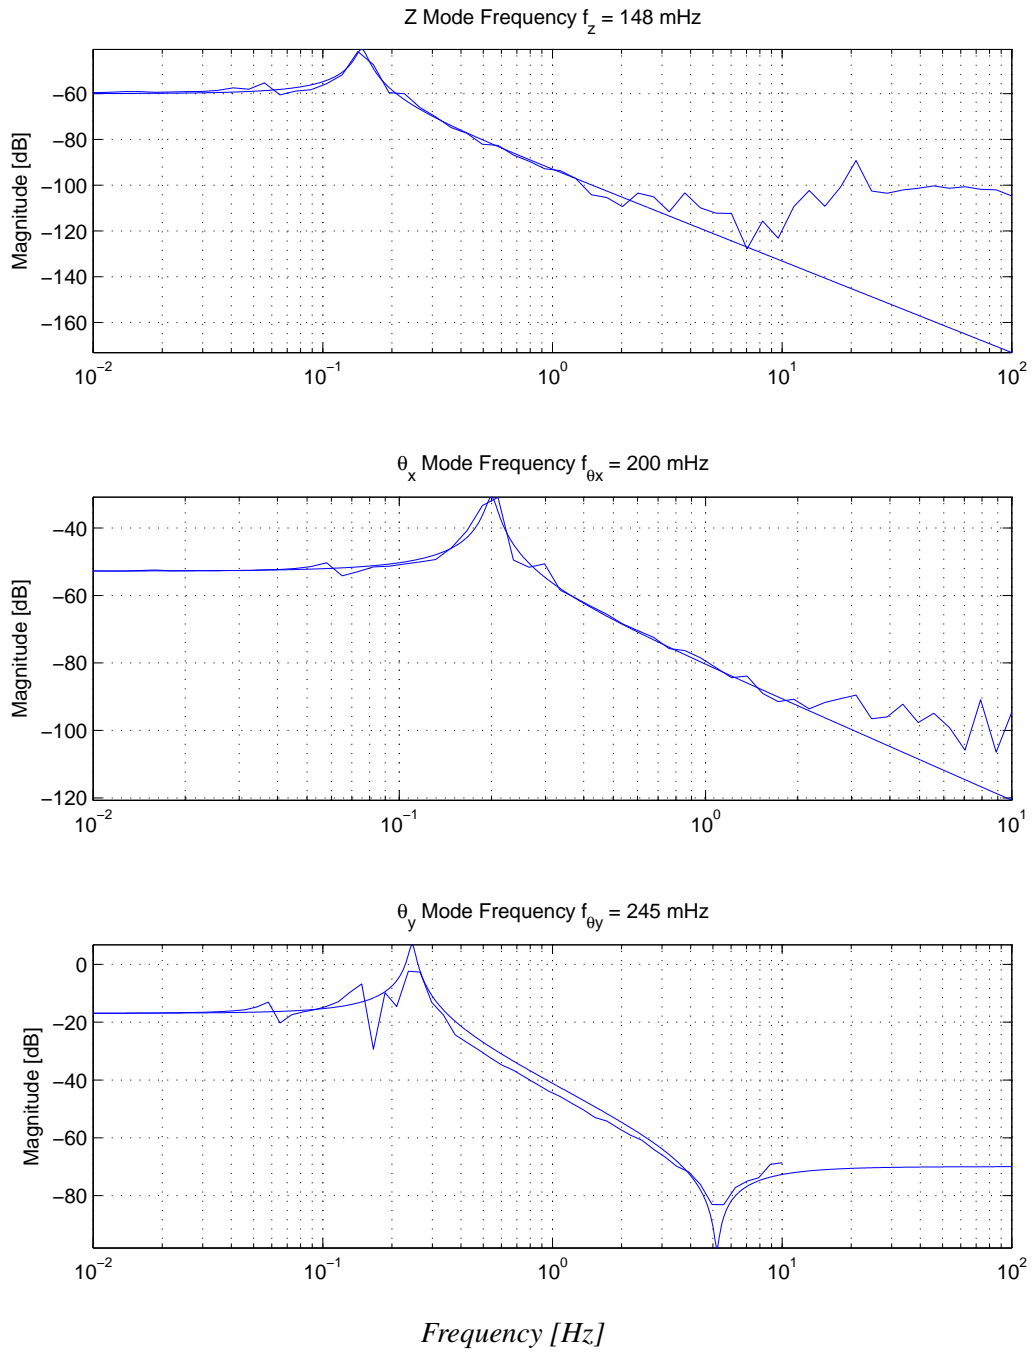 Z Mode Frequency f_z = 148 mHz
Magnitude [dB]
−60
−80
−100
−120
−140
−160
10^−2 10^−1 10^0 10^1 10^2
θ_x Mode Frequency f_θx = 200 mHz
Magnitude [dB]
−40
−60
−80
−100
−120
10^−2 10^−1 10^0 10^1
θ_y Mode Frequency f_θy = 245 mHz
Magnitude [dB]
0
−20
−40
−60
−80
10^−2 10^−1 10^0 10^1 10^2
Frequency [Hz]